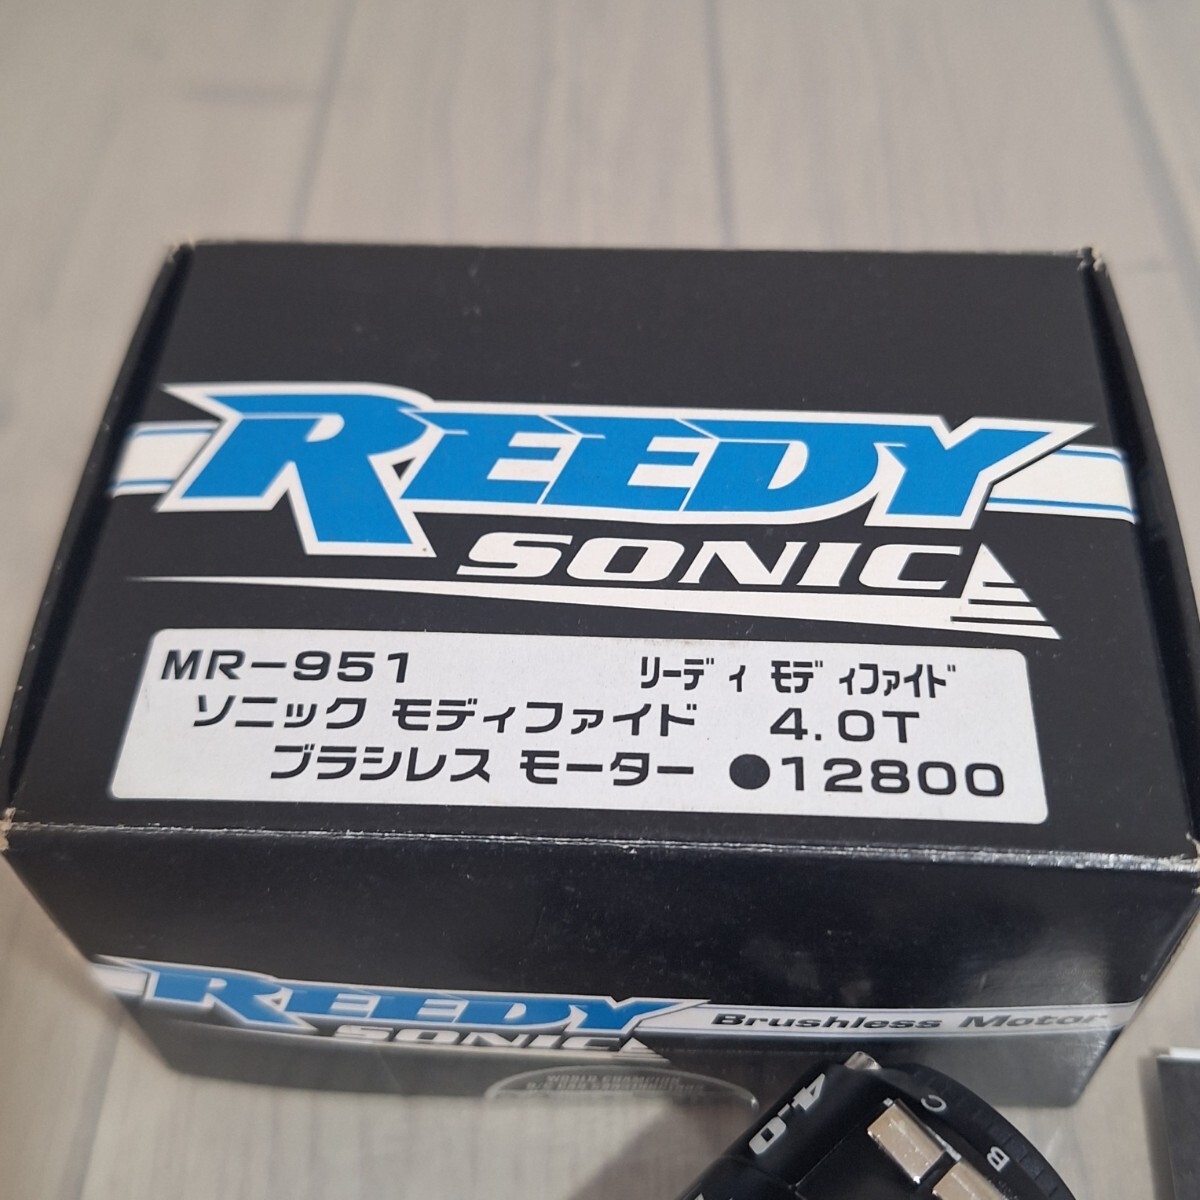 REEDY
SONIC
MR-951 リーディ モディファイド
ソニック モディファイド 4.0T
ブラシレス モーター ●12800
REEDY
SONIC
Brushless Motor
WORLD CHAMPION
4.0
C
B